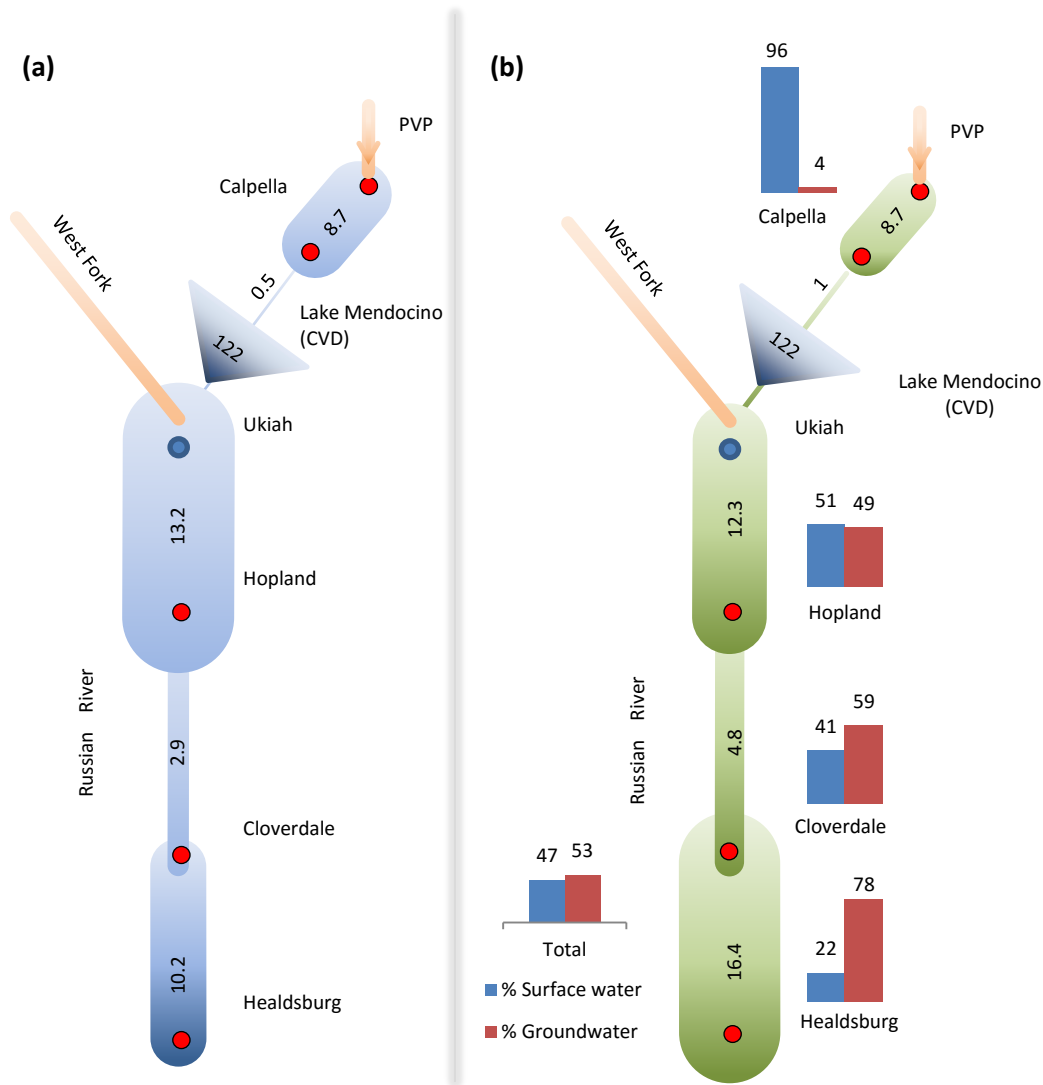 (a)
PVP
Calpella
8.7
West Fork
0.5
Lake Mendocino
(CVD)
122
Ukiah
13.2
Hopland
Russian River
2.9
Cloverdale
10.2
Healdsburg
(b)
96
4
Calpella
PVP
8.7
West Fork
1
122
Lake Mendocino
(CVD)
Ukiah
12.3
51 49
Hopland
Russian River
4.8
41 59
Cloverdale
47 53
Total
16.4
22 78
Healdsburg
% Surface water
% Groundwater